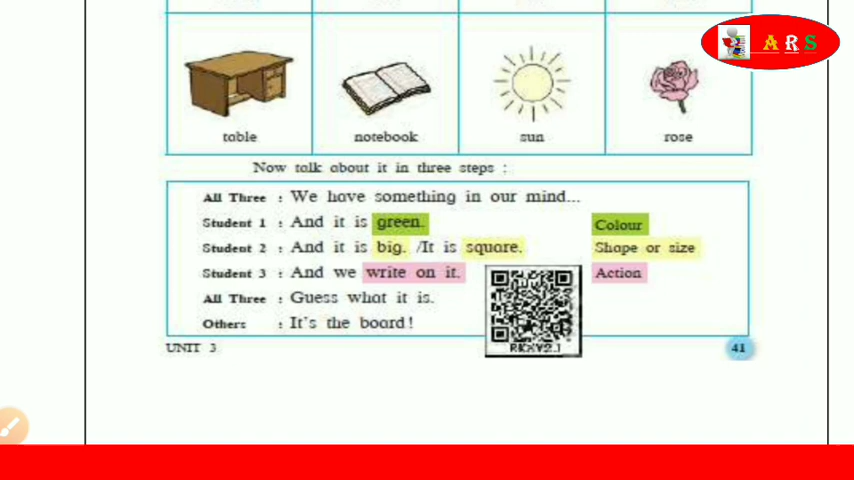 A R S
table notebook sun rose
Now talk about it in three steps :
All Three : We have something in our mind...
Student 1 : And it is green. Colour
Student 2 : And it is big. /It is square. Shape or size
Student 3 : And we write on it. Action
All Three : Guess what it is.
Others : It's the board!
UNIT 3 41